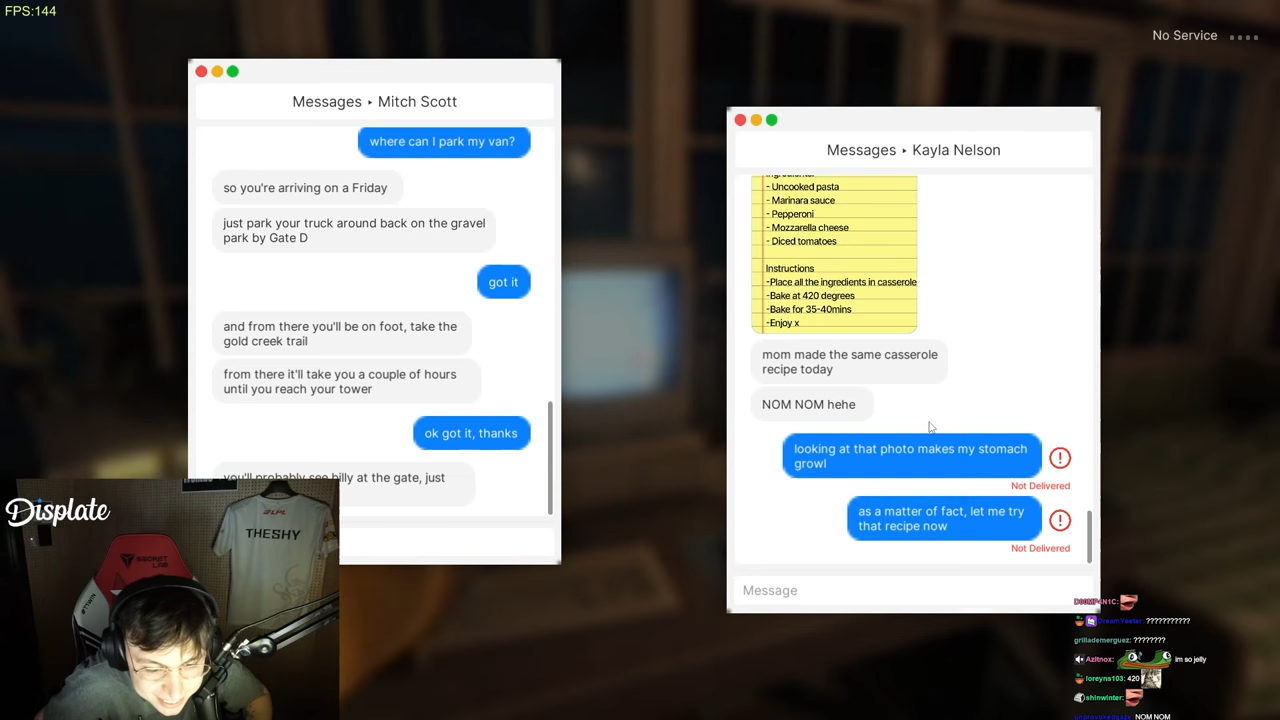 FPS:144
No Service
Messages ▸ Mitch Scott
where can I park my van?
so you're arriving on a Friday
just park your truck around back on the gravel
park by Gate D
got it
and from there you'll be on foot, take the
gold creek trail
from there it'll take you a couple of hours
until you reach your tower
ok got it, thanks
you'll probably see billy at the gate, just
Messages ▸ Kayla Nelson
- Uncooked pasta
- Marinara sauce
- Pepperoni
- Mozzarella cheese
- Diced tomatoes
Instructions
-Place all the ingredients in casserole
-Bake at 420 degrees
-Bake for 35-40mins
-Enjoy x
mom made the same casserole
recipe today
NOM NOM hehe
looking at that photo makes my stomach
growl
Not Delivered
as a matter of fact, let me try
that recipe now
Not Delivered
Message
Displate
LPL
THESHY
SECRET
LAB
DreamYeeter: ???????????
grillademerguez: ????????
Azitnox: im so jelly
loreyns103: 420
shinwinter:
NOM NOM